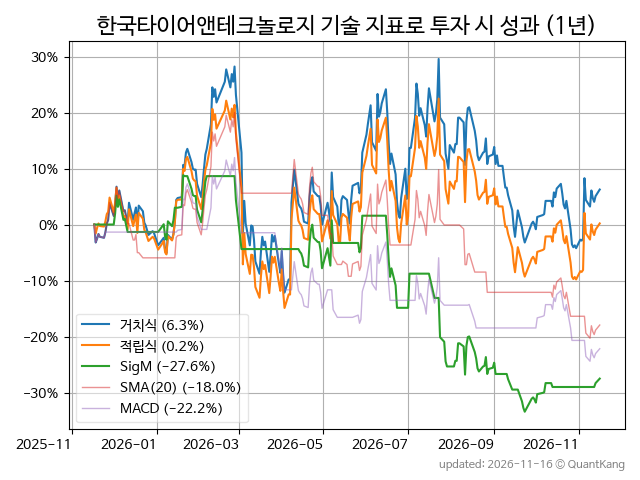 한국타이어앤테크놀로지 기술 지표로 투자 시 성과 (1년)
30%
20%
10%
0%
−10%
−20%
−30%
거치식 (6.3%)
적립식 (0.2%)
SigM (−27.6%)
SMA(20) (−18.0%)
MACD (−22.2%)
2025-11
2026-01
2026-03
2026-05
2026-07
2026-09
2026-11
updated: 2026-11-16 © QuantKang